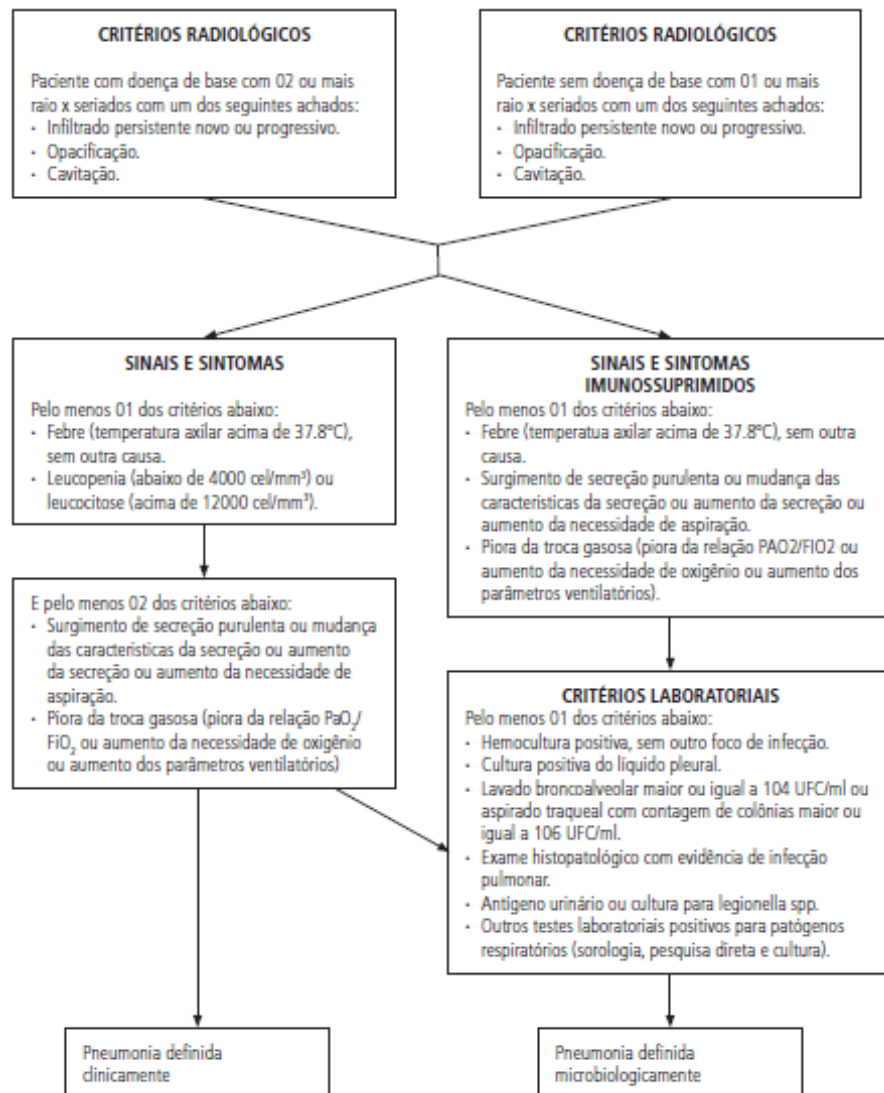 CRITÉRIOS RADIOLÓGICOS
Paciente com doença de base com 02 ou mais
raio x seriados com um dos seguintes achados:
· Infiltrado persistente novo ou progressivo.
· Opacificação.
· Cavitação.
CRITÉRIOS RADIOLÓGICOS
Paciente sem doença de base com 01 ou mais
raio x seriados com um dos seguintes achados:
· Infiltrado persistente novo ou progressivo.
· Opacificação.
· Cavitação.
SINAIS E SINTOMAS
Pelo menos 01 dos critérios abaixo:
· Febre (temperatura axilar acima de 37.8°C),
sem outra causa.
· Leucopenia (abaixo de 4000 cel/mm³) ou
leucocitose (acima de 12000 cel/mm³).
SINAIS E SINTOMAS
IMUNOSSUPRIMIDOS
Pelo menos 01 dos critérios abaixo:
· Febre (temperatua axilar acima de 37.8°C), sem outra
causa.
· Surgimento de secreção purulenta ou mudança das
caracteristicas da secreção ou aumento da secreção ou
aumento da necessidade de aspiração.
· Piora da troca gasosa (piora da relação PAO2/FIO2 ou
aumento da necessidade de oxigênio ou aumento dos
parâmetros ventilatórios).
E pelo menos 02 dos critérios abaixo:
· Surgimento de secreção purulenta ou mudança
das caracteristicas da secreção ou aumento
da secreção ou aumento da necessidade de
aspiração.
· Piora da troca gasosa (piora da relação PaO₂/
FiO₂ ou aumento da necessidade de oxigênio
ou aumento dos parâmetros ventilatórios)
CRITÉRIOS LABORATORIAIS
Pelo menos 01 dos critérios abaixo:
· Hemocultura positiva, sem outro foco de infecção.
· Cultura positiva do líquido pleural.
· Lavado broncoalveolar maior ou igual a 104 UFC/ml ou
aspirado traqueal com contagem de colônias maior ou
igual a 106 UFC/ml.
· Exame histopatológico com evidência de infecção
pulmonar.
· Antígeno urinário ou cultura para legionella spp.
· Outros testes laboratoriais positivos para patógenos
respiratórios (sorologia, pesquisa direta e cultura).
Pneumonia definida
clinicamente
Pneumonia definida
microbiologicamente